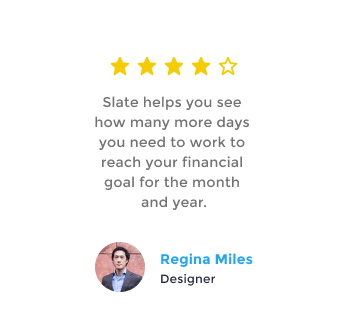 Slate helps you see
how many more days
you need to work to
reach your financial
goal for the month
and year.
Regina Miles
Designer